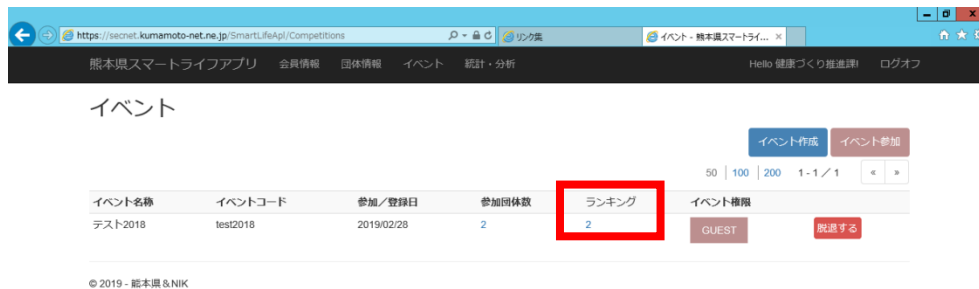 https://secnet.kumamoto-net.ne.jp/SmartLifeApl/Competitions
リンク集
イベント - 熊本県スマートライ...
熊本県スマートライフアプリ 会員情報 団体情報 イベント 統計・分析 Hello 健康づくり推進課! ログオフ
イベント
イベント作成 イベント参加
50 | 100 | 200 1 - 1 / 1 « »
イベント名称 イベントコード 参加/登録日 参加団体数 ランキング イベント権限
テスト2018 test2018 2019/02/28 2 2 GUEST 脱退する
© 2019 - 熊本県&NIK